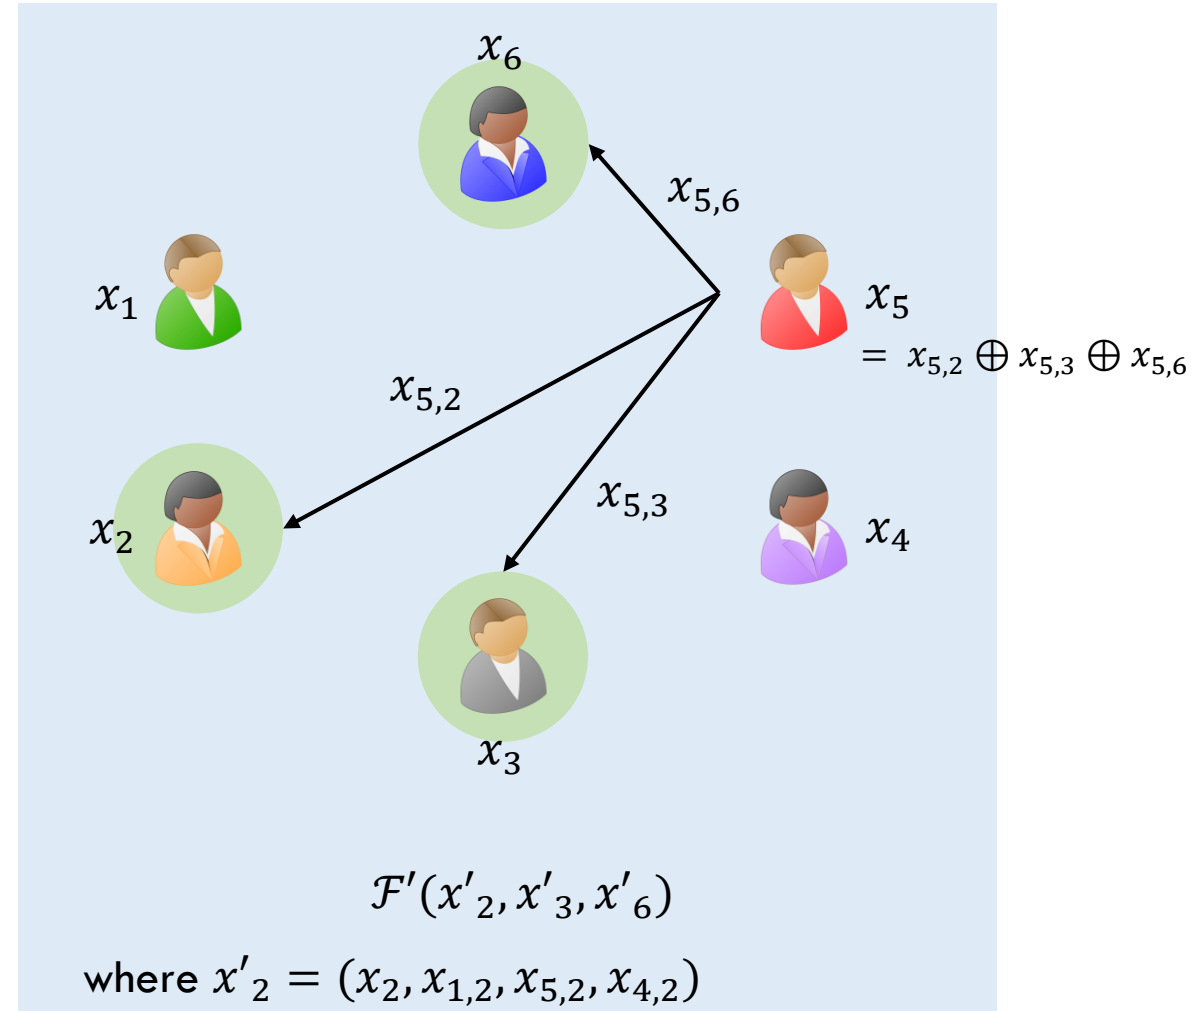 x₆
x₅,₆
x₁
x₅
= x₅,₂ ⊕ x₅,₃ ⊕ x₅,₆
x₅,₂
x₅,₃
x₂
x₄
x₃
ℱ′(x′₂, x′₃, x′₆)
where x′₂ = (x₂, x₁,₂, x₅,₂, x₄,₂)